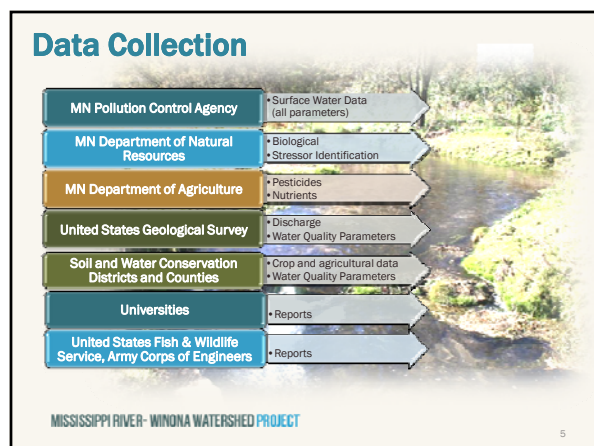 Data Collection
MN Pollution Control Agency
•Surface Water Data
(all parameters)
MN Department of Natural
Resources
•Biological
•Stressor Identification
MN Department of Agriculture
•Pesticides
•Nutrients
United States Geological Survey
•Discharge
•Water Quality Parameters
Soil and Water Conservation
Districts and Counties
•Crop and agricultural data
•Water Quality Parameters
Universities
•Reports
United States Fish & Wildlife
Service, Army Corps of Engineers
•Reports
MISSISSIPPI RIVER- WINONA WATERSHED PROJECT
5